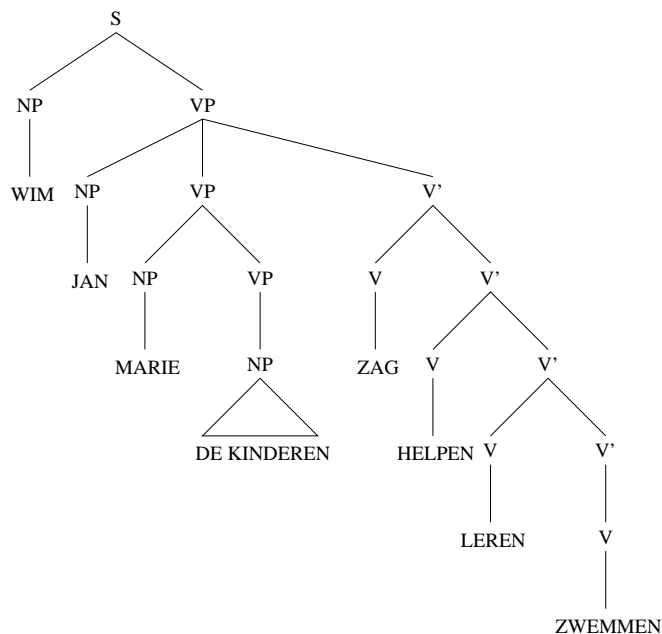 S
NP VP
WIM NP VP V'
JAN NP VP V V'
MARIE NP ZAG V V'
DE KINDEREN HELPEN V V'
LEREN V
ZWEMMEN